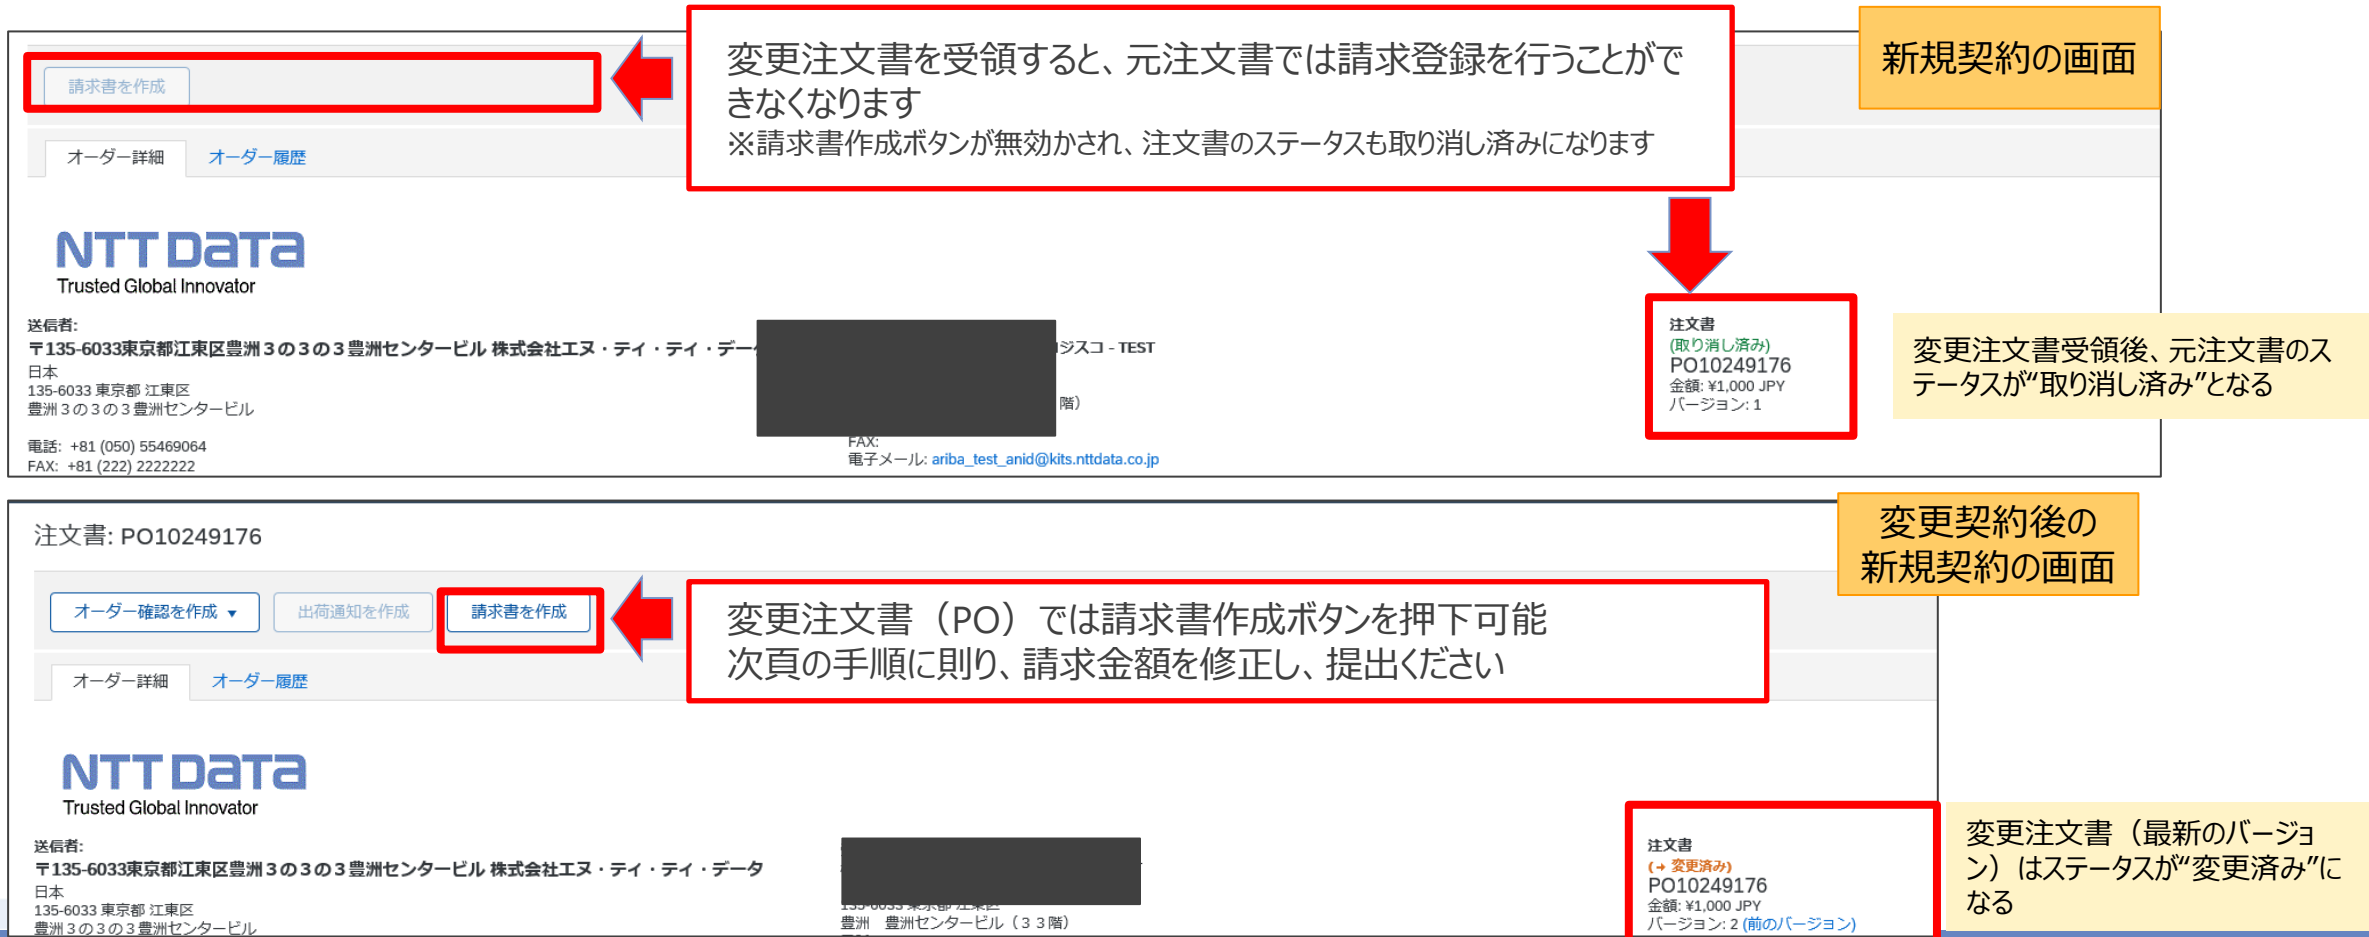 変更注文書を受領すると、元注文書では請求登録を行うことがで
きなくなります
※請求書作成ボタンが無効かされ、注文書のステータスも取り消し済みになります
新規契約の画面
請求書を作成
オーダー詳細 オーダー履歴
NTT DATA
Trusted Global Innovator
送信者:
〒135-6033東京都江東区豊洲３の３の３豊洲センタービル 株式会社エヌ・ティ・ティ・デー
日本
135-6033 東京都 江東区
豊洲３の３の３豊洲センタービル
電話: +81 (050) 55469064
FAX: +81 (222) 2222222
ジスコ - TEST
階）
FAX:
電子メール: ariba_test_anid@kits.nttdata.co.jp
注文書
(取り消し済み)
PO10249176
金額: ¥1,000 JPY
バージョン: 1
変更注文書受領後、元注文書のス
テータスが“取り消し済み”となる
変更契約後の
新規契約の画面
注文書: PO10249176
オーダー確認を作成 ▼ 出荷通知を作成 請求書を作成
変更注文書（PO）では請求書作成ボタンを押下可能
次頁の手順に則り、請求金額を修正し、提出ください
オーダー詳細 オーダー履歴
NTT DATA
Trusted Global Innovator
送信者:
〒135-6033東京都江東区豊洲３の３の３豊洲センタービル 株式会社エヌ・ティ・ティ・データ
日本
135-6033 東京都 江東区
豊洲３の３の３豊洲センタービル
135-6033 東京都 江東区
豊洲　豊洲センタービル（３３階）
注文書
(→ 変更済み)
PO10249176
金額: ¥1,000 JPY
バージョン: 2 (前のバージョン)
変更注文書（最新のバージョ
ン）はステータスが“変更済み”に
なる